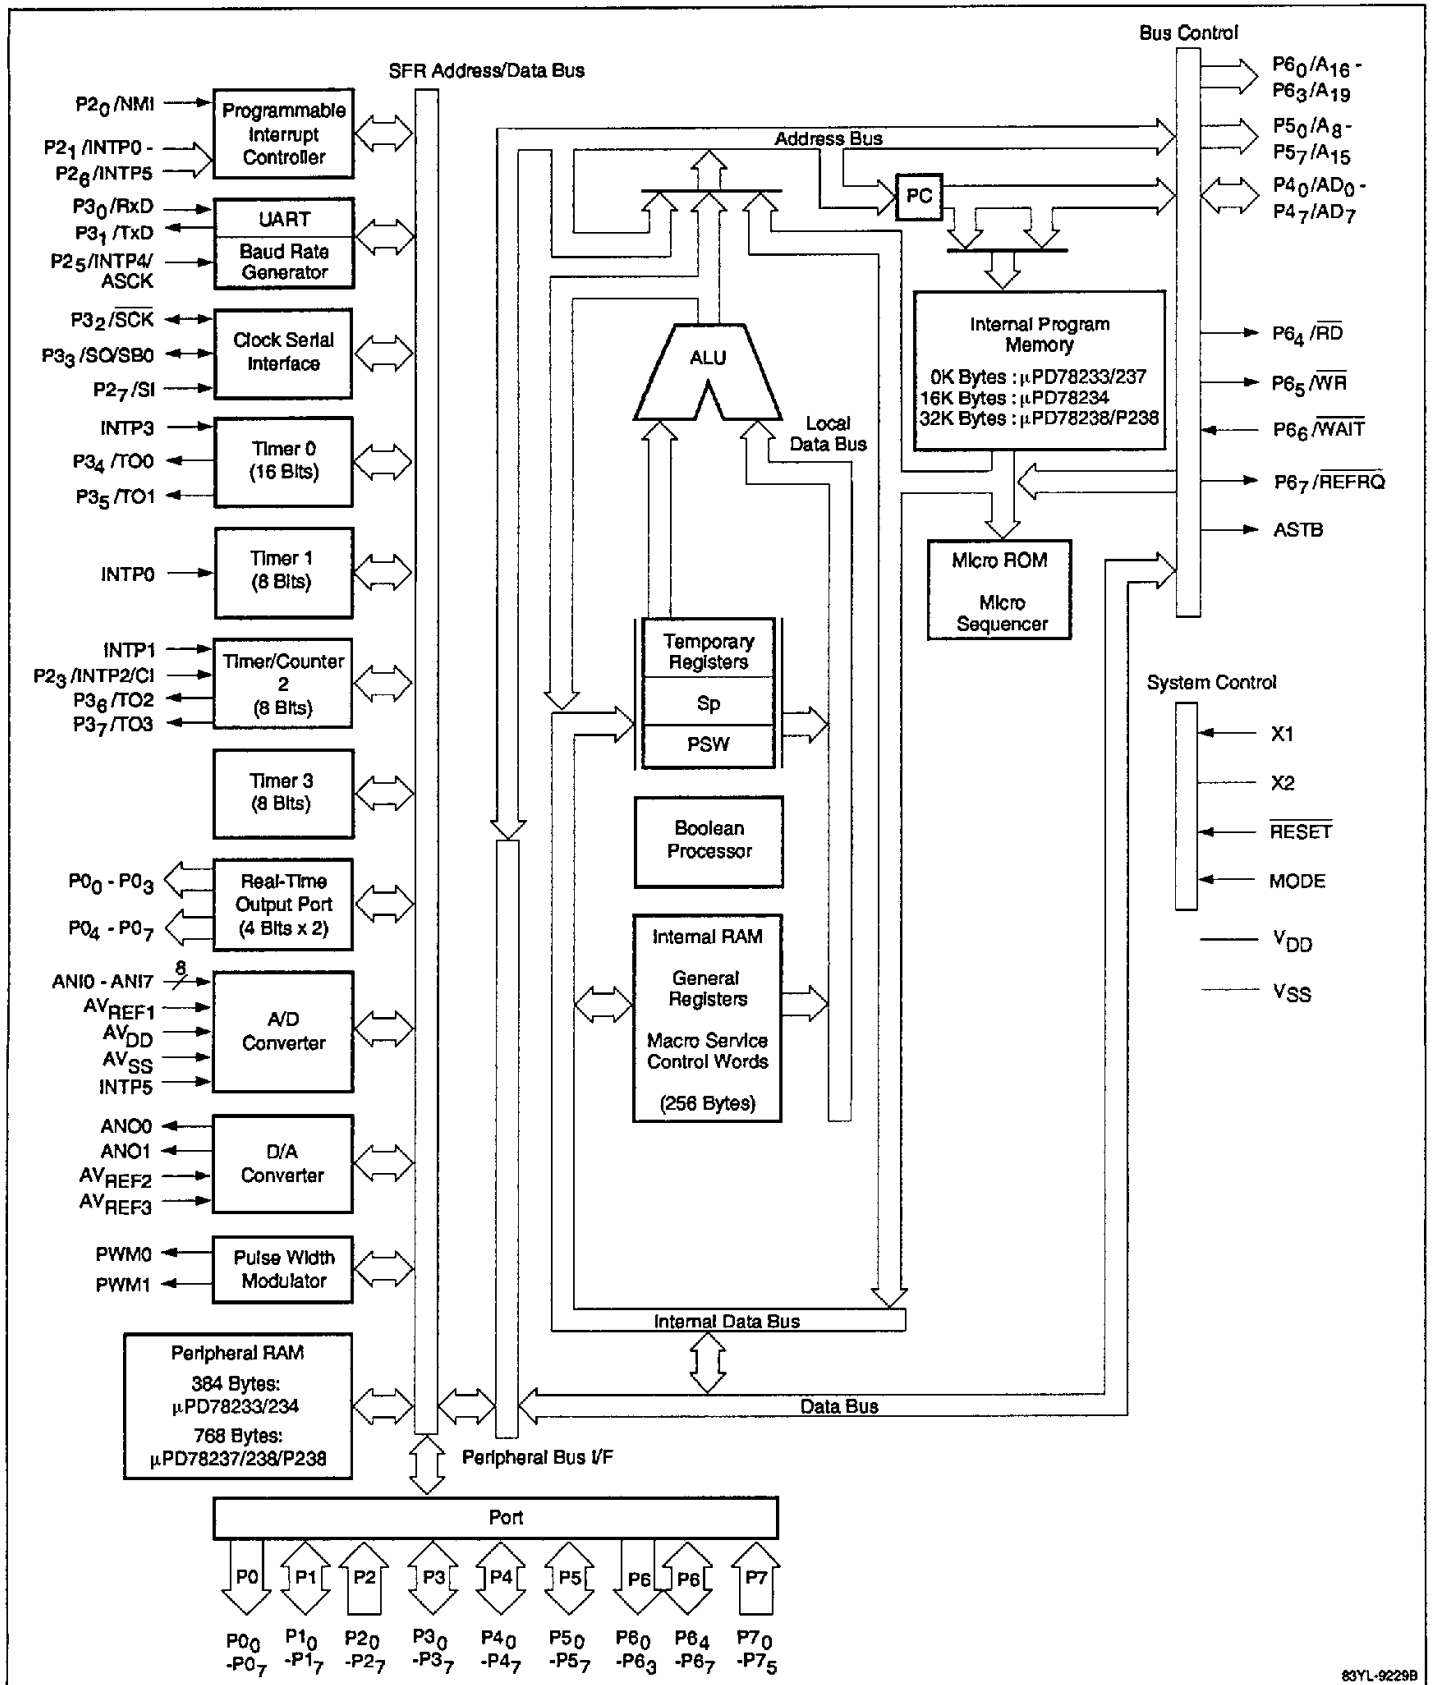 Bus Control
SFR Address/Data Bus
P6₀/A₁₆ -
P6₃/A₁₉
P5₀/A₈ -
P5₇/A₁₅
P4₀/AD₀ -
P4₇/AD₇
P6₄/R̅D̅
P6₅/W̅R̅
P6₆/W̅A̅I̅T̅
P6₇/R̅E̅F̅R̅Q̅
ASTB
P2₀/NMI
P2₁/INTP0 -
P2₆/INTP5
Programmable
Interrupt
Controller
P3₀/RxD
P3₁/TxD
P2₅/INTP4/
ASCK
UART
Baud Rate
Generator
P3₂/S̅C̅K̅
P3₃/SO/SB0
P2₇/SI
Clock Serial
Interface
INTP3
P3₄/TO0
P3₅/TO1
Timer 0
(16 Bits)
INTP0
Timer 1
(8 Bits)
INTP1
P2₃/INTP2/CI
P3₆/TO2
P3₇/TO3
Timer/Counter
2
(8 Bits)
Timer 3
(8 Bits)
P0₀ - P0₃
P0₄ - P0₇
Real-Time
Output Port
(4 Bits x 2)
ANI0 - ANI7
8
AV_REF1
AV_DD
AV_SS
INTP5
A/D
Converter
ANO0
ANO1
AV_REF2
AV_REF3
D/A
Converter
PWM0
PWM1
Pulse Width
Modulator
Peripheral RAM
384 Bytes:
μPD78233/234
768 Bytes:
μPD78237/238/P238
Address Bus
PC
Internal Program
Memory
0K Bytes : μPD78233/237
16K Bytes : μPD78234
32K Bytes : μPD78238/P238
ALU
Local
Data Bus
Micro ROM
Micro
Sequencer
Temporary
Registers
Sp
PSW
Boolean
Processor
Internal RAM
General
Registers
Macro Service
Control Words
(256 Bytes)
System Control
X1
X2
R̅E̅S̅E̅T̅
MODE
V_DD
V_SS
Internal Data Bus
Data Bus
Peripheral Bus I/F
Port
P0 P1 P2 P3 P4 P5 P6 P6 P7
P0₀ P1₀ P2₀ P3₀ P4₀ P5₀ P6₀ P6₄ P7₀
-P0₇ -P1₇ -P2₇ -P3₇ -P4₇ -P5₇ -P6₃ -P6₇ -P7₅
83YL-9229B